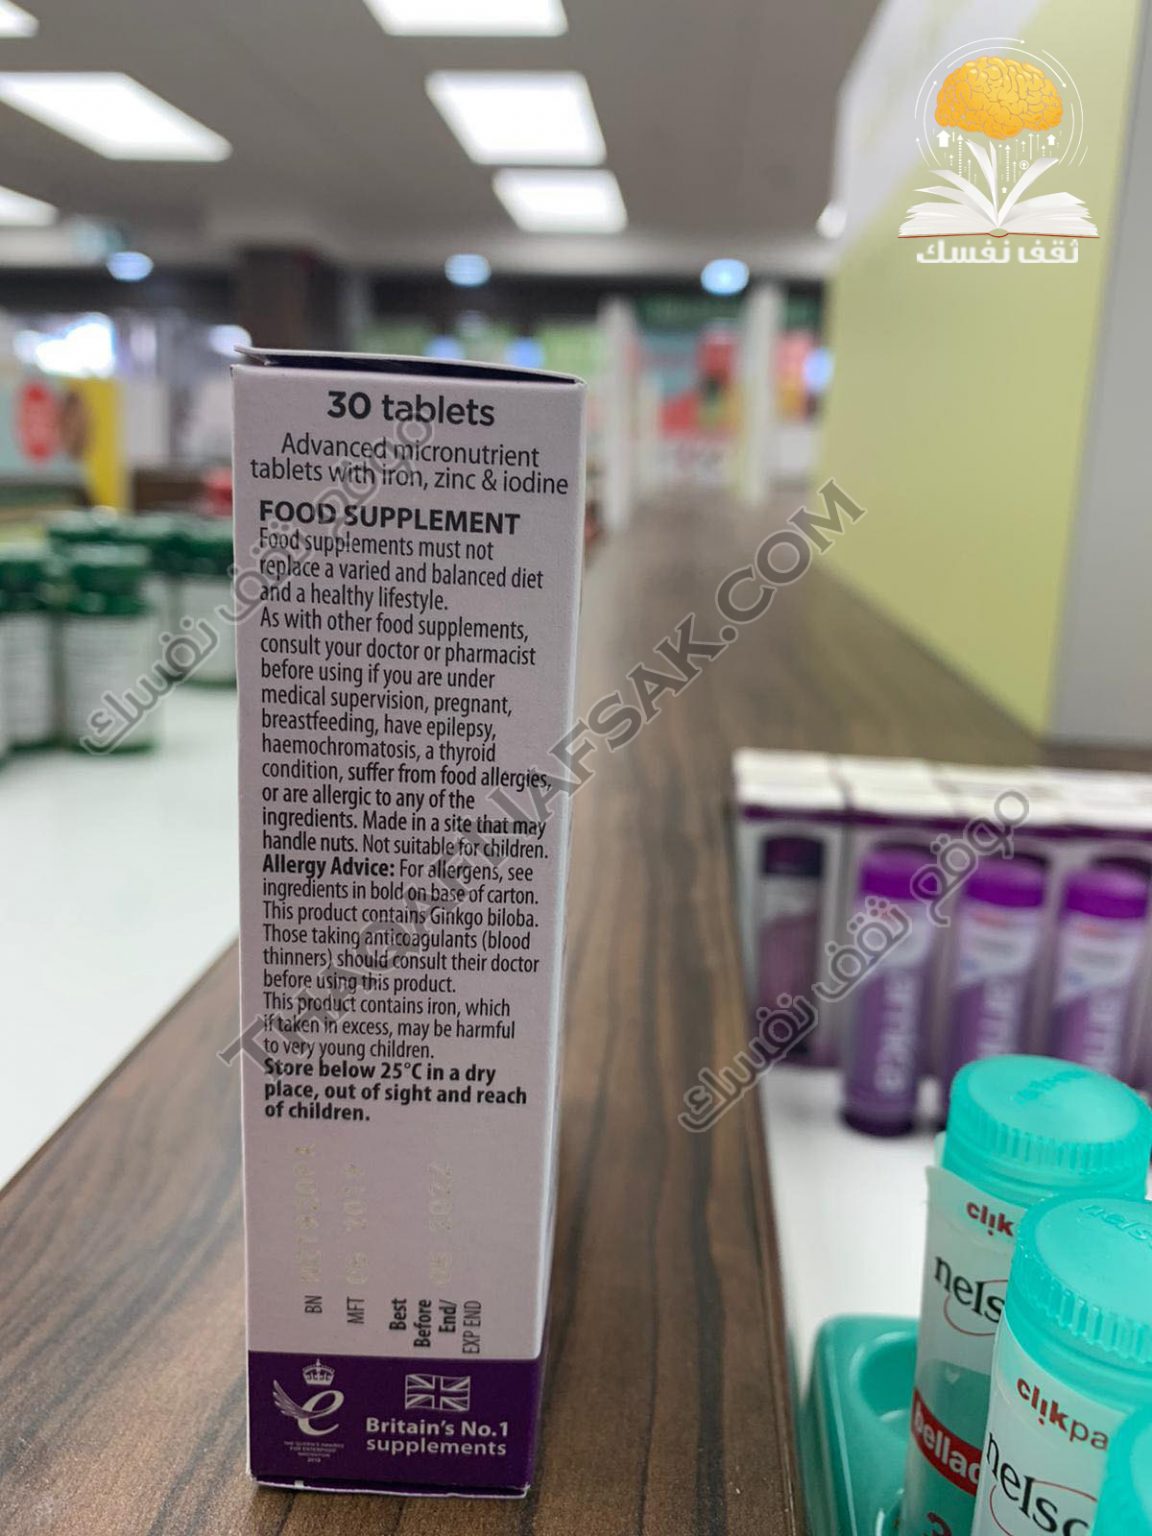 ثقف نفسك
30 tablets
Advanced micronutrient
tablets with iron, zinc & iodine
FOOD SUPPLEMENT
Food supplements must not
replace a varied and balanced diet
and a healthy lifestyle.
As with other food supplements,
consult your doctor or pharmacist
before using if you are under
medical supervision, pregnant,
breastfeeding, have epilepsy,
haemochromatosis, a thyroid
condition, suffer from food allergies,
or are allergic to any of the
ingredients. Made in a site that may
handle nuts. Not suitable for children.
Allergy Advice: For allergens, see
ingredients in bold on base of carton.
This product contains Ginkgo biloba.
Those taking anticoagulants (blood
thinners) should consult their doctor
before using this product.
This product contains iron, which
if taken in excess, may be harmful
to very young children.
Store below 25°C in a dry
place, out of sight and reach
of children.
BN
MFT 06 2019
Best
Before
End/
EXP END
Britain's No.1
supplements
موقع ثقف نفسك
THAQAFNAFSAK.COM
موقع ثقف نفسك
arnica
clikpa
nelso